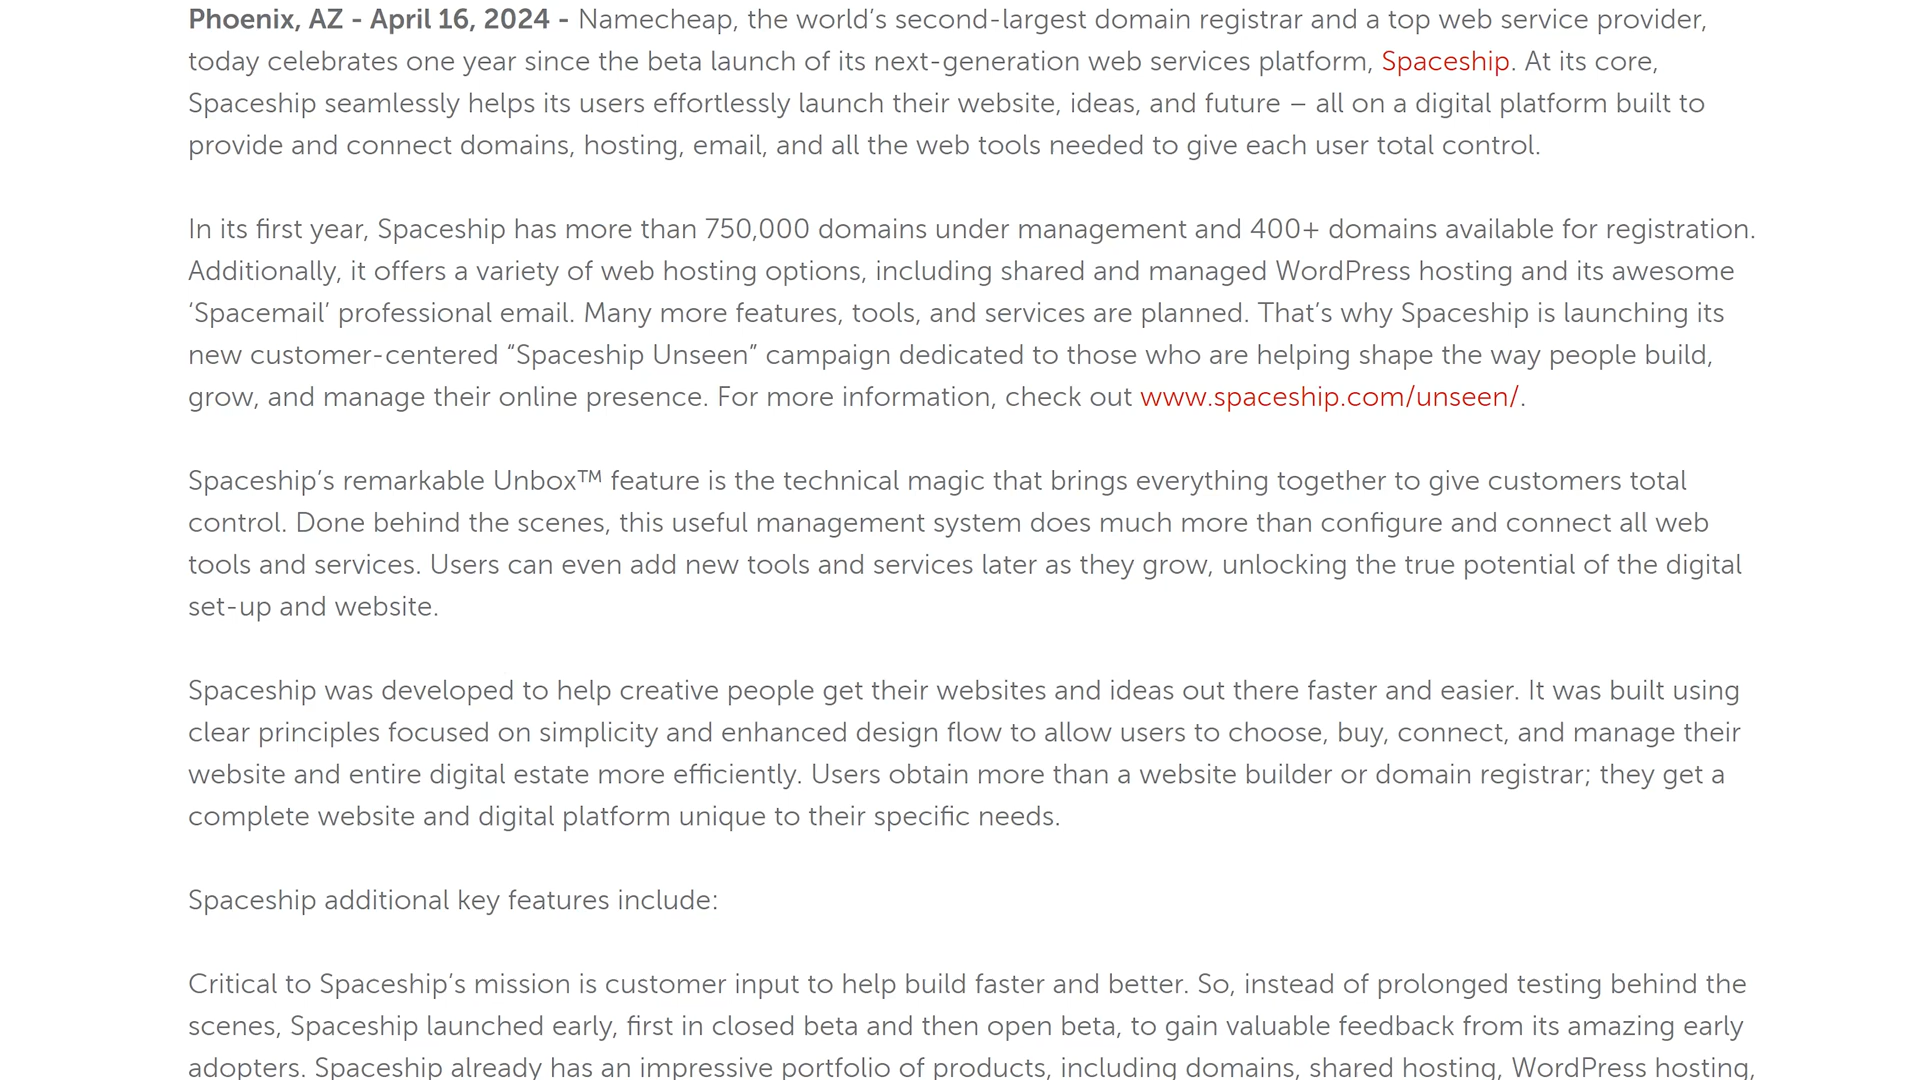 Phoenix, AZ - April 16, 2024 - Namecheap, the world’s second-largest domain registrar and a top web service provider,
today celebrates one year since the beta launch of its next-generation web services platform, Spaceship. At its core,
Spaceship seamlessly helps its users effortlessly launch their website, ideas, and future – all on a digital platform built to
provide and connect domains, hosting, email, and all the web tools needed to give each user total control.
In its first year, Spaceship has more than 750,000 domains under management and 400+ domains available for registration.
Additionally, it offers a variety of web hosting options, including shared and managed WordPress hosting and its awesome
‘Spacemail’ professional email. Many more features, tools, and services are planned. That’s why Spaceship is launching its
new customer-centered “Spaceship Unseen” campaign dedicated to those who are helping shape the way people build,
grow, and manage their online presence. For more information, check out www.spaceship.com/unseen/.
Spaceship’s remarkable Unbox™ feature is the technical magic that brings everything together to give customers total
control. Done behind the scenes, this useful management system does much more than configure and connect all web
tools and services. Users can even add new tools and services later as they grow, unlocking the true potential of the digital
set-up and website.
Spaceship was developed to help creative people get their websites and ideas out there faster and easier. It was built using
clear principles focused on simplicity and enhanced design flow to allow users to choose, buy, connect, and manage their
website and entire digital estate more efficiently. Users obtain more than a website builder or domain registrar; they get a
complete website and digital platform unique to their specific needs.
Spaceship additional key features include:
Critical to Spaceship’s mission is customer input to help build faster and better. So, instead of prolonged testing behind the
scenes, Spaceship launched early, first in closed beta and then open beta, to gain valuable feedback from its amazing early
adopters. Spaceship already has an impressive portfolio of products, including domains, shared hosting, WordPress hosting,